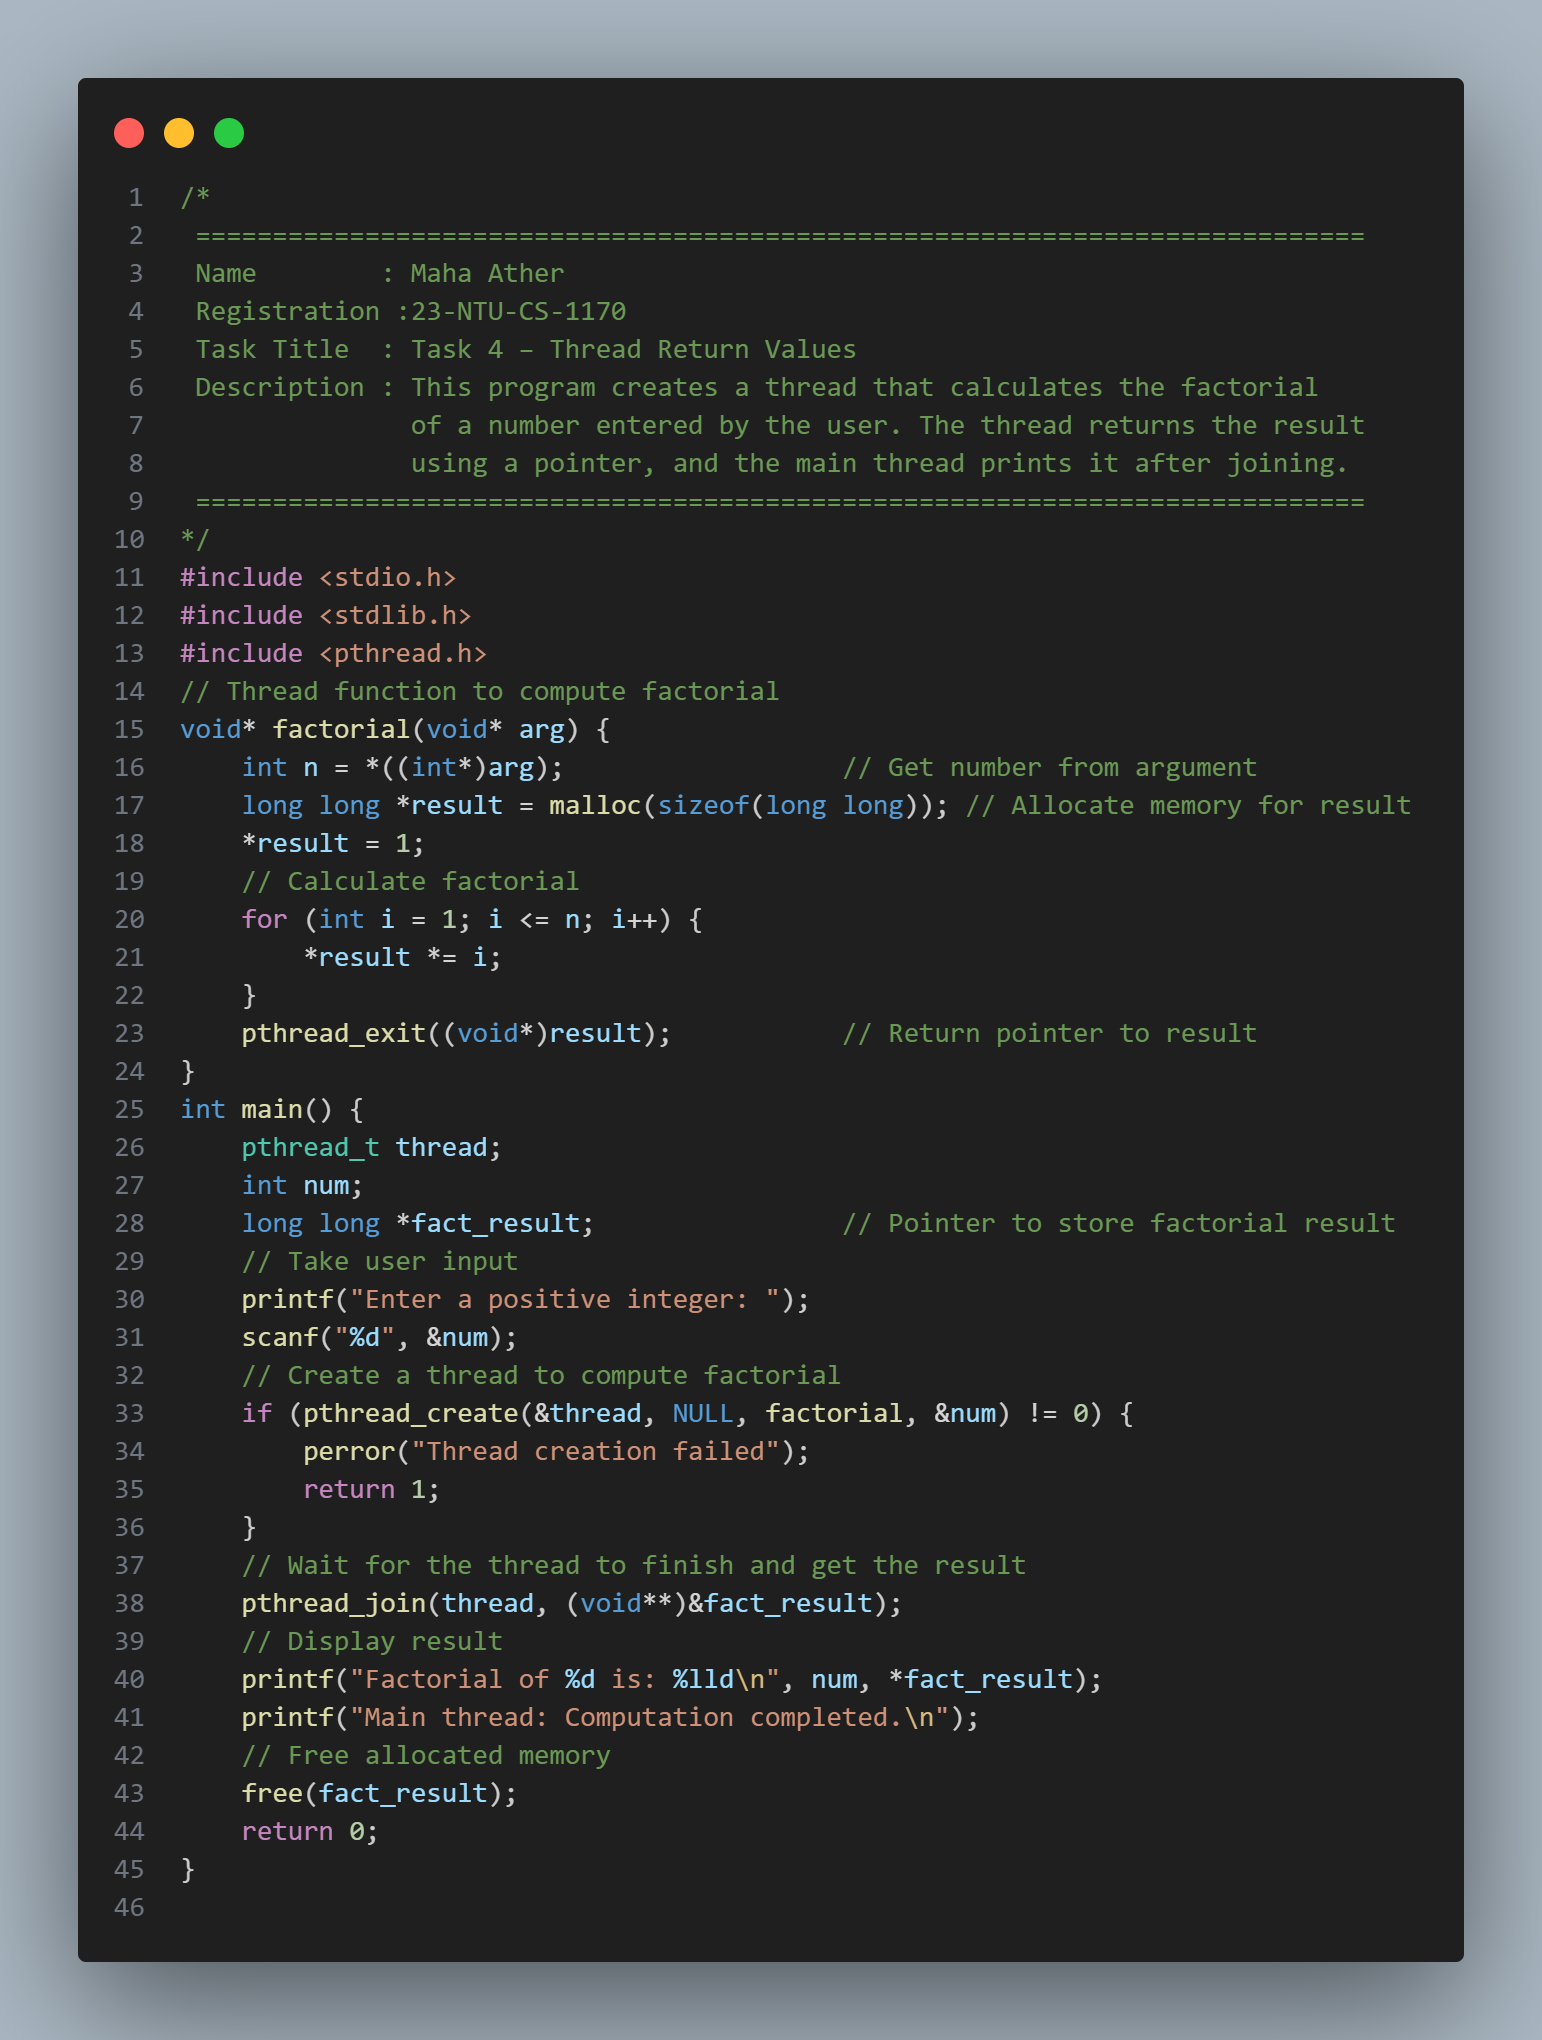 1 /*
2  ============================================================================
3  Name        : Maha Ather
4  Registration :23-NTU-CS-1170
5  Task Title  : Task 4 – Thread Return Values
6  Description : This program creates a thread that calculates the factorial
7                of a number entered by the user. The thread returns the result
8                using a pointer, and the main thread prints it after joining.
9  ============================================================================
10 */
11 #include <stdio.h>
12 #include <stdlib.h>
13 #include <pthread.h>
14 // Thread function to compute factorial
15 void* factorial(void* arg) {
16     int n = *((int*)arg);                  // Get number from argument
17     long long *result = malloc(sizeof(long long)); // Allocate memory for result
18     *result = 1;
19     // Calculate factorial
20     for (int i = 1; i <= n; i++) {
21         *result *= i;
22     }
23     pthread_exit((void*)result);           // Return pointer to result
24 }
25 int main() {
26     pthread_t thread;
27     int num;
28     long long *fact_result;                // Pointer to store factorial result
29     // Take user input
30     printf("Enter a positive integer: ");
31     scanf("%d", &num);
32     // Create a thread to compute factorial
33     if (pthread_create(&thread, NULL, factorial, &num) != 0) {
34         perror("Thread creation failed");
35         return 1;
36     }
37     // Wait for the thread to finish and get the result
38     pthread_join(thread, (void**)&fact_result);
39     // Display result
40     printf("Factorial of %d is: %lld\n", num, *fact_result);
41     printf("Main thread: Computation completed.\n");
42     // Free allocated memory
43     free(fact_result);
44     return 0;
45 }
46